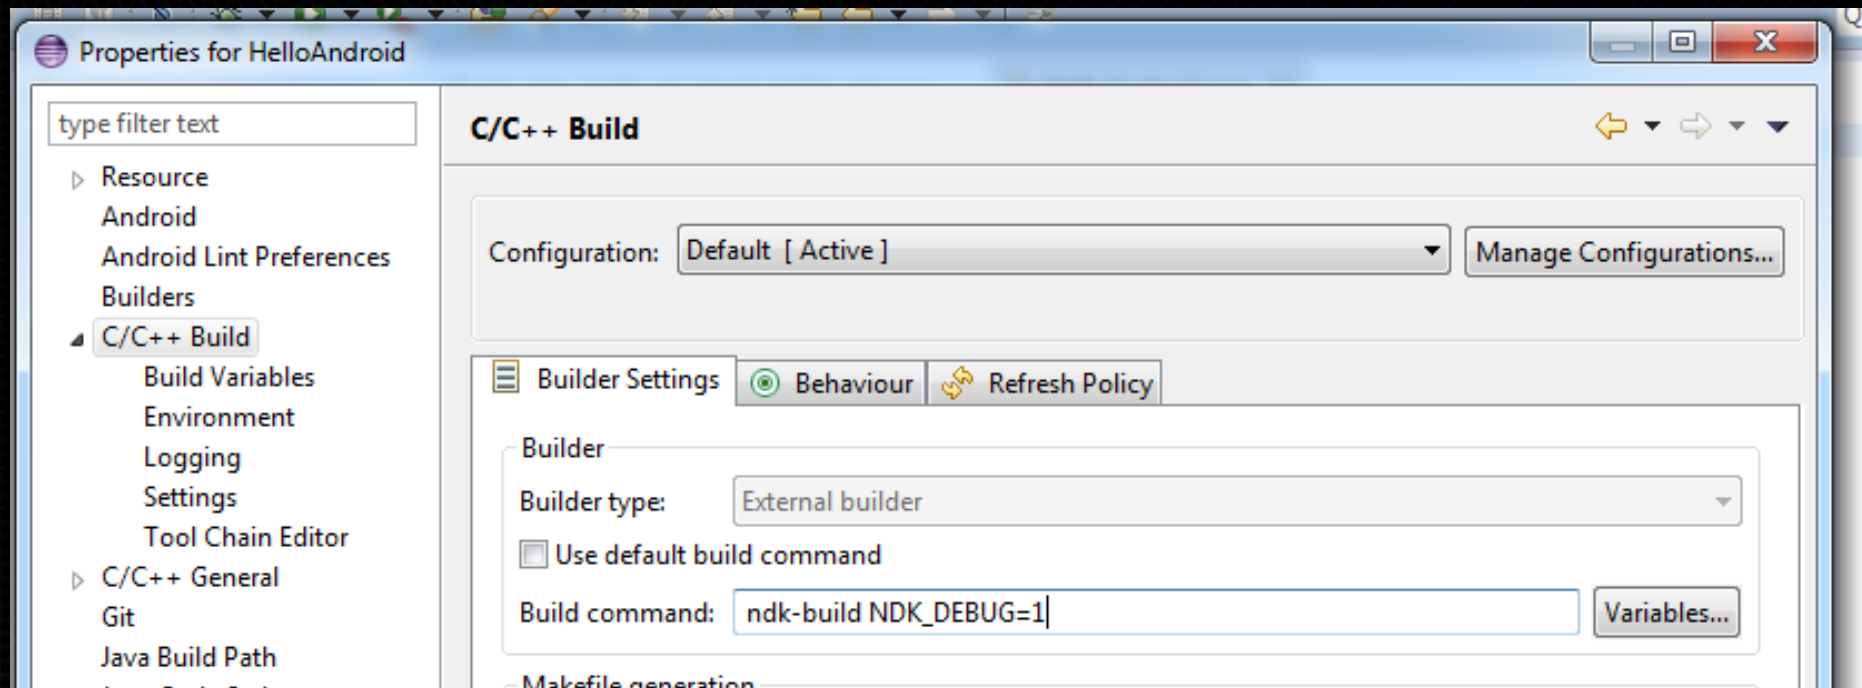 Properties for HelloAndroid
type filter text
Resource
Android
Android Lint Preferences
Builders
C/C++ Build
Build Variables
Environment
Logging
Settings
Tool Chain Editor
C/C++ General
Git
Java Build Path
C/C++ Build
Configuration: Default [ Active ] Manage Configurations...
Builder Settings Behaviour Refresh Policy
Builder
Builder type: External builder
Use default build command
Build command: ndk-build NDK_DEBUG=1 Variables...
Makefile generation